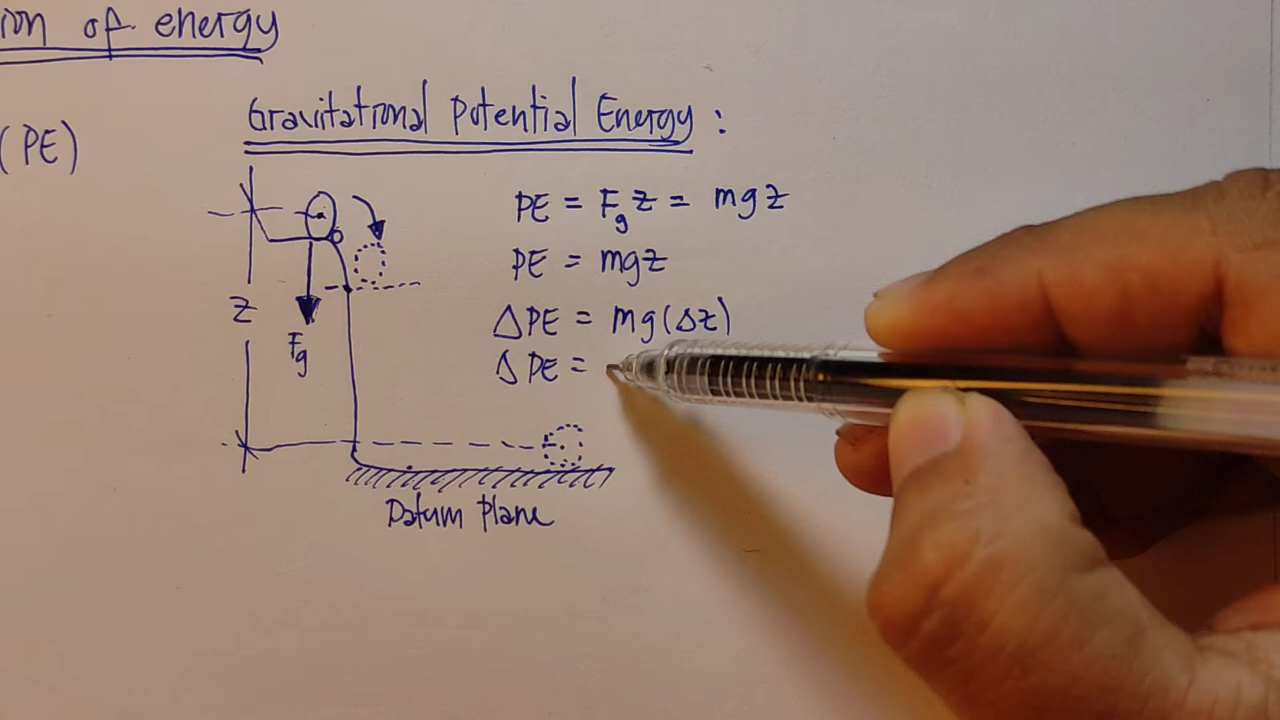 ion of energy
Gravitational Potential Energy :
(PE)
PE = Fg z = mgz
PE = mgz
z
ΔPE = mg(Δz)
Fg
ΔPE =
Datum Plane